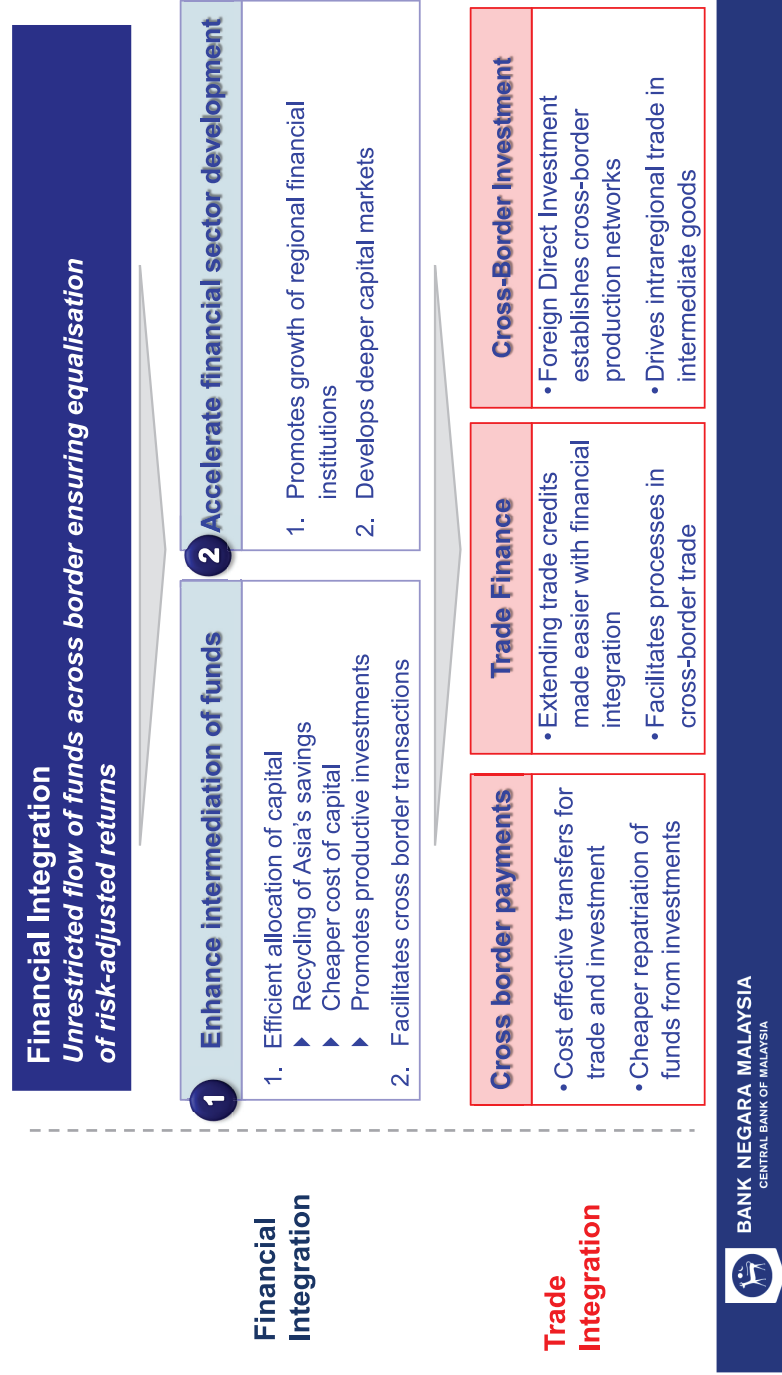 Financial Integration
Unrestricted flow of funds across border ensuring equalisation
of risk-adjusted returns
Financial
Integration
1 Enhance intermediation of funds
1. Efficient allocation of capital
Recycling of Asia's savings
Cheaper cost of capital
Promotes productive investments
2. Facilitates cross border transactions
2 Accelerate financial sector development
1. Promotes growth of regional financial
institutions
2. Develops deeper capital markets
Trade
Integration
Cross border payments
• Cost effective transfers for
trade and investment
• Cheaper repatriation of
funds from investments
Trade Finance
• Extending trade credits
made easier with financial
integration
• Facilitates processes in
cross-border trade
Cross-Border Investment
• Foreign Direct Investment
establishes cross-border
production networks
• Drives intraregional trade in
intermediate goods
BANK NEGARA MALAYSIA
CENTRAL BANK OF MALAYSIA